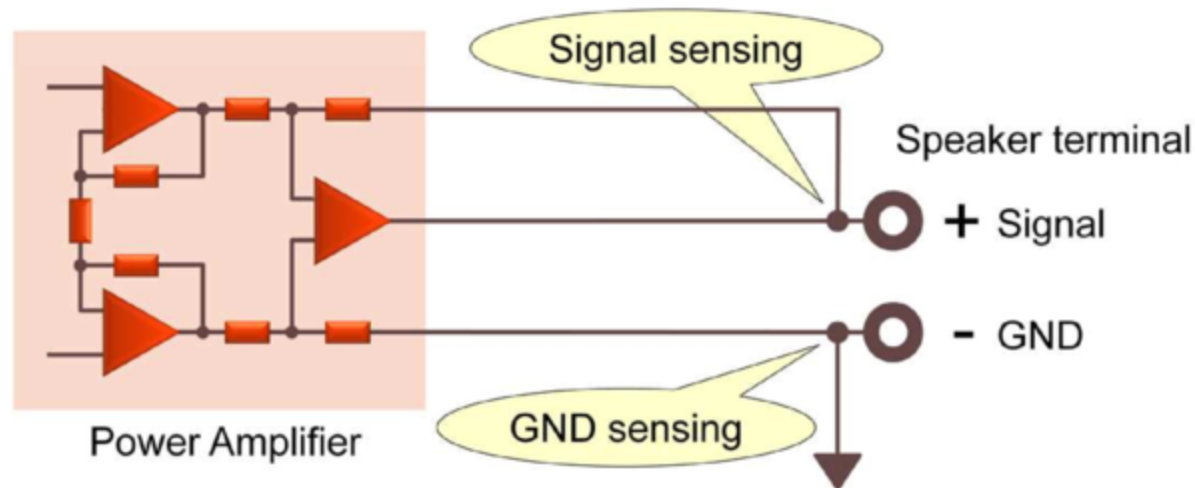 Signal sensing
Speaker terminal
+ Signal
- GND
GND sensing
Power Amplifier